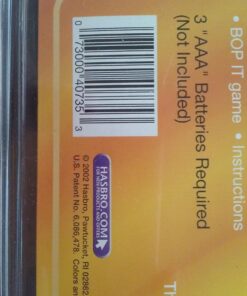 • BOP IT game • Instructions
3 "AAA" Batteries Required
(Not Included)
0 73000 40735 3
HASBRO.COM
© 2002 Hasbro, Pawtucket, RI 02862
U.S. Patent No. 6,086,478. Colors an